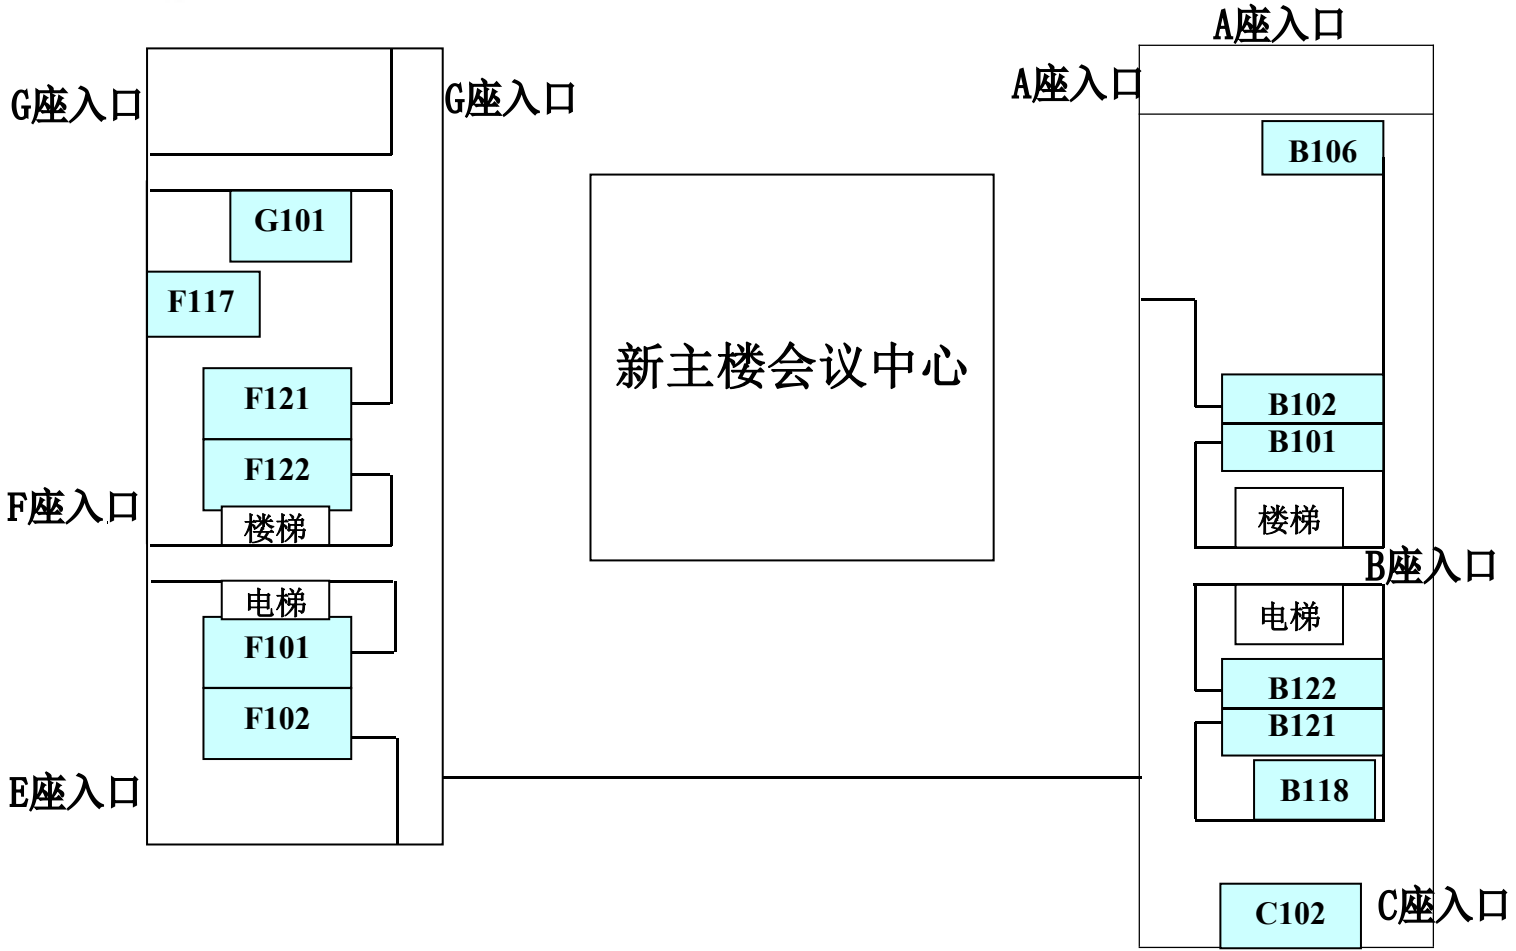 A座入口
A座入口
G座入口
G座入口
B106
G101
F117
新主楼会议中心
F121
F122
B102
B101
F座入口
楼梯
楼梯
B座入口
电梯
电梯
F101
F102
B122
B121
E座入口
B118
C102
C座入口